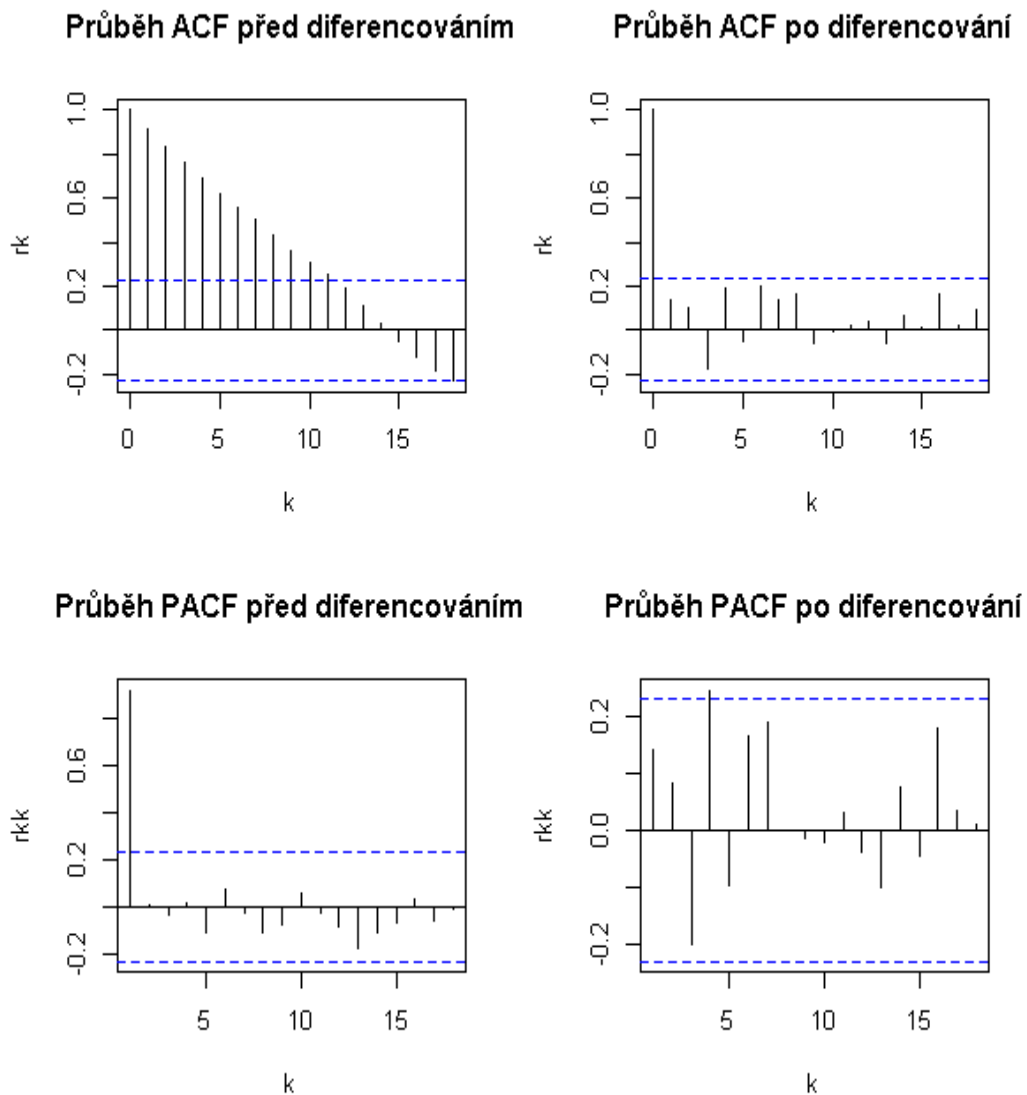 Průběh ACF před diferencováním
rk
1.0
0.6
0.2
-0.2
0 5 10 15
k
Průběh ACF po diferencování
rk
1.0
0.6
0.2
-0.2
0 5 10 15
k
Průběh PACF před diferencováním
rkk
0.6
0.2
-0.2
5 10 15
k
Průběh PACF po diferencování
rkk
0.2
0.0
-0.2
5 10 15
k